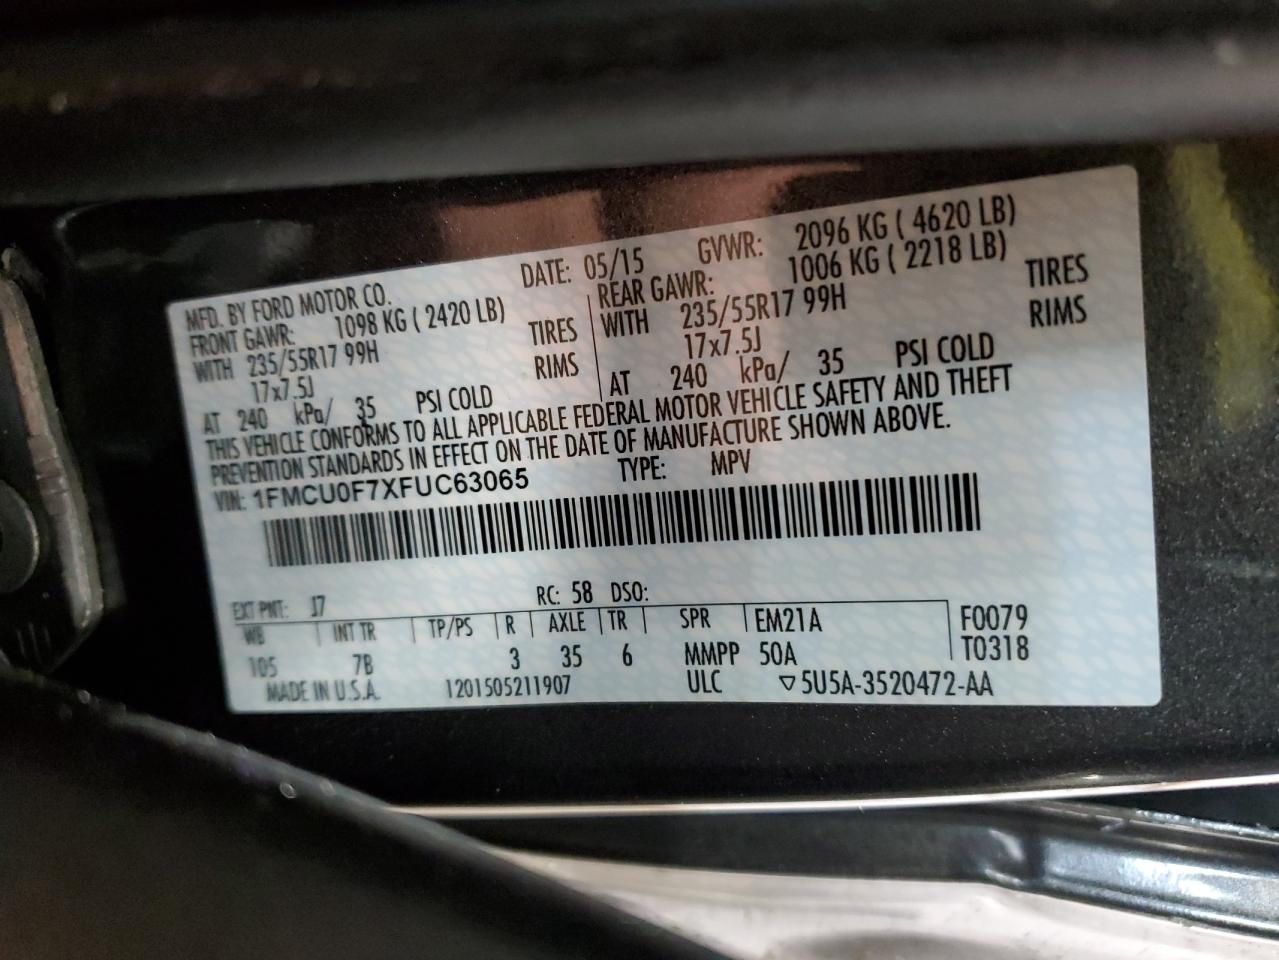 MFD. BY FORD MOTOR CO.
DATE: 05/15 GVWR: 2096 KG ( 4620 LB)
FRONT GAWR: 1098 KG ( 2420 LB)
WITH 235/55R17 99H TIRES
17x7.5J RIMS
AT 240 kPa/ 35 PSI COLD
REAR GAWR: 1006 KG ( 2218 LB)
WITH 235/55R17 99H TIRES
17x7.5J RIMS
AT 240 kPa/ 35 PSI COLD
THIS VEHICLE CONFORMS TO ALL APPLICABLE FEDERAL MOTOR VEHICLE SAFETY AND THEFT
PREVENTION STANDARDS IN EFFECT ON THE DATE OF MANUFACTURE SHOWN ABOVE.
VIN: 1FMCU0F7XFUC63065 TYPE: MPV
EXT PNT: J7 RC: 58 DSO:
WB INT TR TP/PS R AXLE TR SPR EM21A F0079
105 7B 3 35 6 MMPP 50A T0318
MADE IN U.S.A. 1201505211907 ULC ▽5U5A-3520472-AA